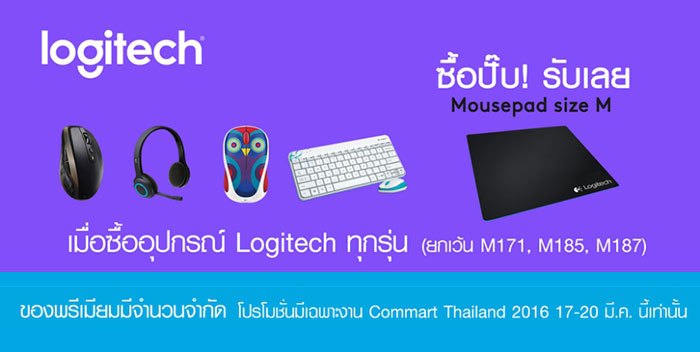 logitech
ซื้อปั๊บ! รับเลย
Mousepad size M
Logitech
เมื่อซื้ออุปกรณ์ Logitech ทุกรุ่น (ยกเว้น M171, M185, M187)
ของพรีเมียมมีจำนวนจำกัด โปรโมชั่นมีเฉพาะงาน Commart Thailand 2016 17-20 มี.ค. นี้เท่านั้น